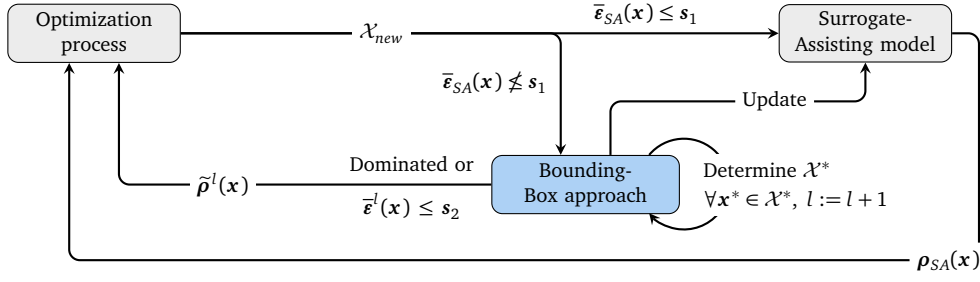 Optimization
process
𝒳_new
ε̅_SA(x) ≤ s_1
Surrogate-
Assisting model
ε̅_SA(x) ≰ s_1
Update
Dominated or
ε̅^l(x) ≤ s_2
ρ̃^l(x)
Bounding-
Box approach
Determine 𝒳*
∀x* ∈ 𝒳*, l := l + 1
ρ_SA(x)